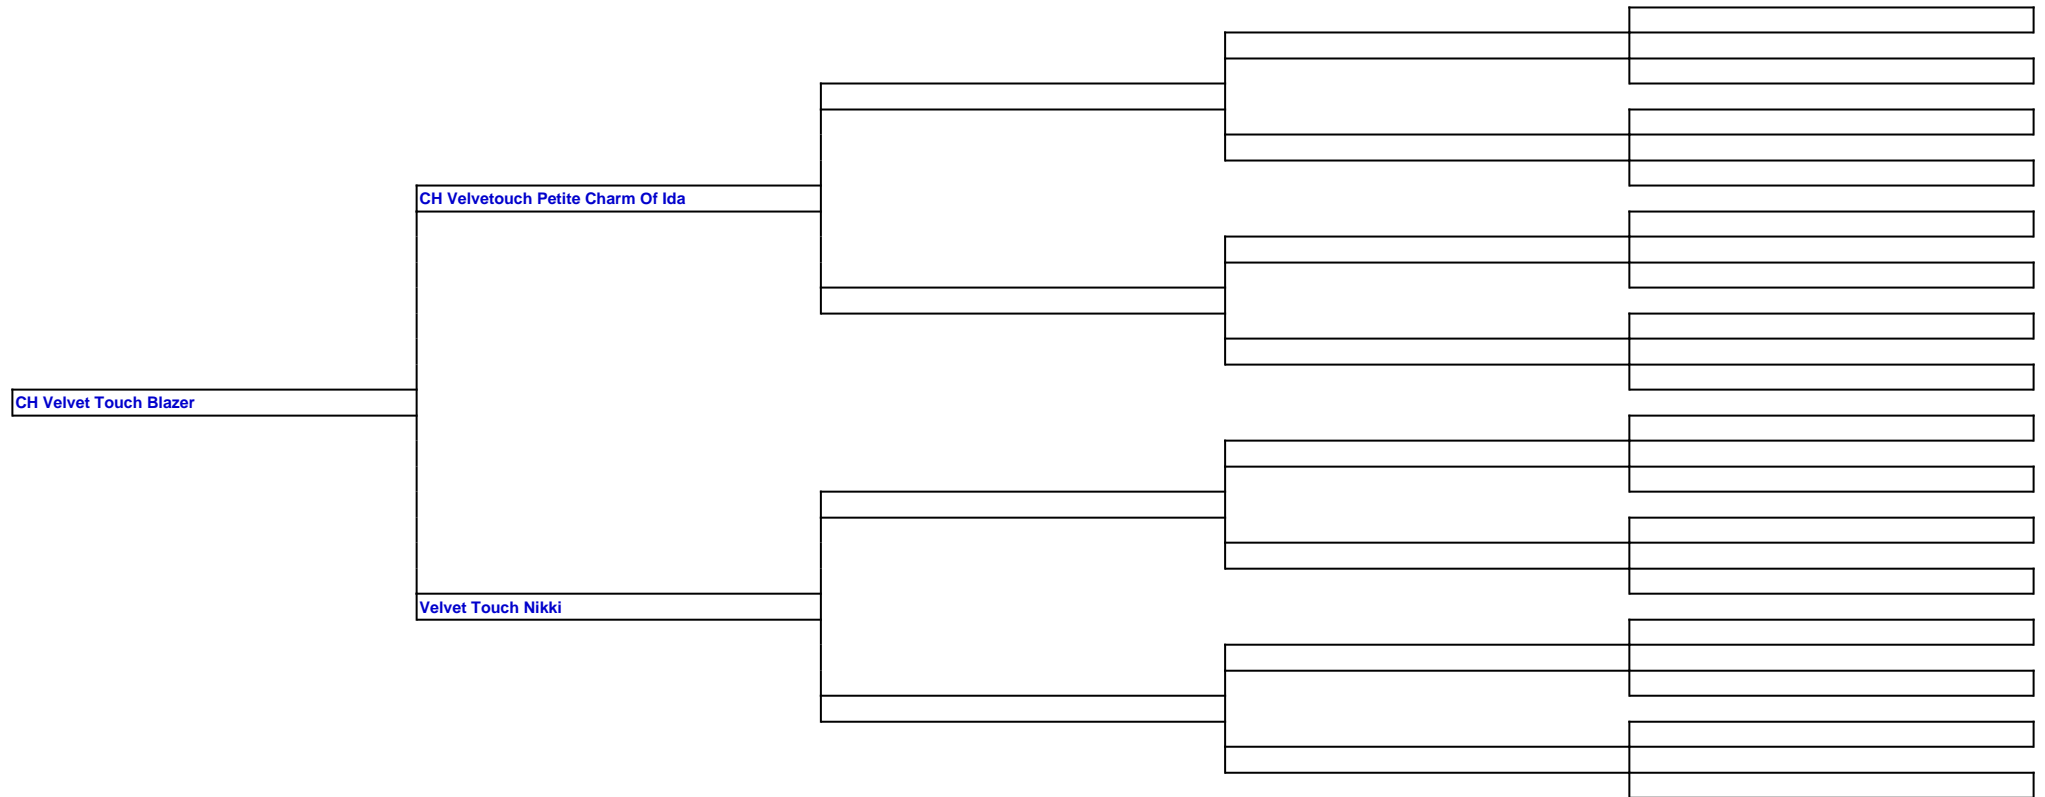 CH Velvetouch Petite Charm Of Ida
CH Velvet Touch Blazer
Velvet Touch Nikki